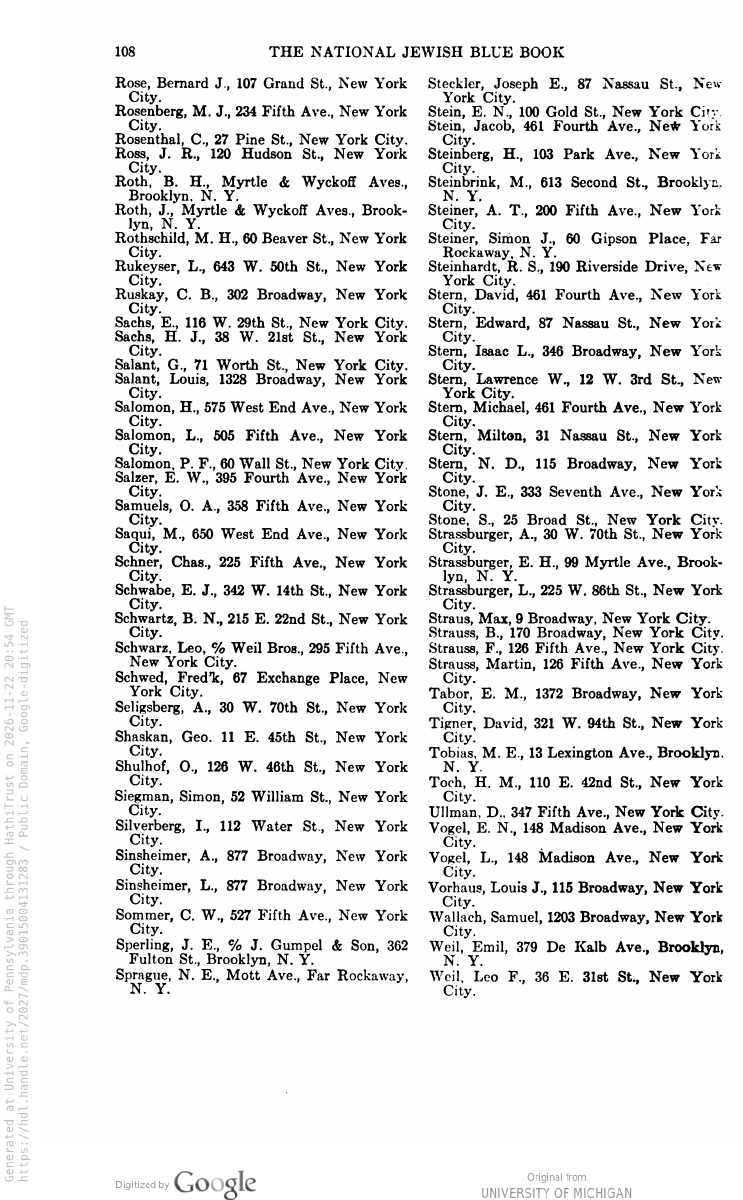 108 THE NATIONAL JEWISH BLUE BOOK
Rose, Bernard J., 107 Grand St., New York
City.
Rosenberg, M. J., 234 Fifth Ave., New York
City.
Rosenthal, C., 27 Pine St., New York City.
Ross, J. R., 120 Hudson St., New York
City.
Roth, B. H., Myrtle & Wyckoff Aves.,
Brooklyn, N. Y.
Roth, J., Myrtle & Wyckoff Aves., Brook-
lyn, N. Y.
Rothschild, M. H., 60 Beaver St., New York
City.
Rukeyser, L., 643 W. 50th St., New York
City.
Ruskay, C. B., 302 Broadway, New York
City.
Sachs, E., 116 W. 29th St., New York City.
Sachs, H. J., 38 W. 21st St., New York
City.
Salant, G., 71 Worth St., New York City.
Salant, Louis, 1328 Broadway, New York
City.
Salomon, H., 575 West End Ave., New York
City.
Salomon, L., 505 Fifth Ave., New York
City.
Salomon, P. F., 60 Wall St., New York City.
Salzer, E. W., 395 Fourth Ave., New York
City.
Samuels, O. A., 358 Fifth Ave., New York
City.
Saqui, M., 650 West End Ave., New York
City.
Schner, Chas., 225 Fifth Ave., New York
City.
Schwabe, E. J., 342 W. 14th St., New York
City.
Schwartz, B. N., 215 E. 22nd St., New York
City.
Schwarz, Leo, % Weil Bros., 295 Fifth Ave.,
New York City.
Schwed, Fred'k, 67 Exchange Place, New
York City.
Seligsberg, A., 30 W. 70th St., New York
City.
Shaskan, Geo. 11 E. 45th St., New York
City.
Shulhof, O., 126 W. 46th St., New York
City.
Siegman, Simon, 52 William St., New York
City.
Silverberg, I., 112 Water St., New York
City.
Sinsheimer, A., 877 Broadway, New York
City.
Sinsheimer, L., 877 Broadway, New York
City.
Sommer, C. W., 527 Fifth Ave., New York
City.
Sperling, J. E., % J. Gumpel & Son, 362
Fulton St., Brooklyn, N. Y.
Sprague, N. E., Mott Ave., Far Rockaway,
N. Y.
Steckler, Joseph E., 87 Nassau St., New
York City.
Stein, E. N., 100 Gold St., New York City.
Stein, Jacob, 461 Fourth Ave., New York
City.
Steinberg, H., 103 Park Ave., New York
City.
Steinbrink, M., 613 Second St., Brooklyn,
N. Y.
Steiner, A. T., 200 Fifth Ave., New York
City.
Steiner, Simon J., 60 Gipson Place, Far
Rockaway, N. Y.
Steinhardt, R. S., 190 Riverside Drive, New
York City.
Stern, David, 461 Fourth Ave., New York
City.
Stern, Edward, 87 Nassau St., New York
City.
Stern, Isaac L., 346 Broadway, New York
City.
Stern, Lawrence W., 12 W. 3rd St., New
York City.
Stern, Michael, 461 Fourth Ave., New York
City.
Stern, Milton, 31 Nassau St., New York
City.
Stern, N. D., 115 Broadway, New York
City.
Stone, J. E., 333 Seventh Ave., New York
City.
Stone, S., 25 Broad St., New York City.
Strassburger, A., 30 W. 70th St., New York
City.
Strassburger, E. H., 99 Myrtle Ave., Brook-
lyn, N. Y.
Strassburger, L., 225 W. 86th St., New York
City.
Straus, Max, 9 Broadway, New York City.
Strauss, B., 170 Broadway, New York City.
Strauss, F., 126 Fifth Ave., New York City.
Strauss, Martin, 126 Fifth Ave., New York
City.
Tabor, E. M., 1372 Broadway, New York
City.
Tigner, David, 321 W. 94th St., New York
City.
Tobias, M. E., 13 Lexington Ave., Brooklyn.
N. Y.
Toch, H. M., 110 E. 42nd St., New York
City.
Ullman, D.. 347 Fifth Ave., New York City.
Vogel, E. N., 148 Madison Ave., New York
City.
Vogel, L., 148 Madison Ave., New York
City.
Vorhaus, Louis J., 115 Broadway, New York
City.
Wallach, Samuel, 1203 Broadway, New York
City.
Weil, Emil, 379 De Kalb Ave., Brooklyn,
N. Y.
Weil, Leo F., 36 E. 31st St., New York
City.
Generated at University of Pennsylvania through HathiTrust on 2026-11-22 20:54 GMT
https://hdl.handle.net/2027/mdp.39015004131283 / Public Domain, Google-digitized
Digitized by Google
Original from
UNIVERSITY OF MICHIGAN